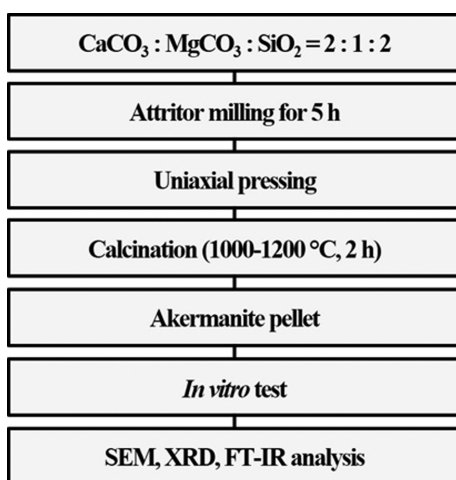 CaCO₃ : MgCO₃ : SiO₂ = 2 : 1 : 2
Attritor milling for 5 h
Uniaxial pressing
Calcination (1000-1200 °C, 2 h)
Akermanite pellet
In vitro test
SEM, XRD, FT-IR analysis